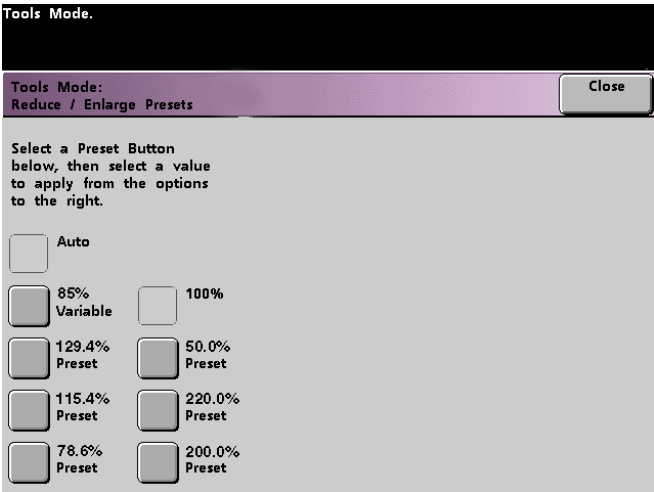 Tools Mode.
Tools Mode:
Reduce / Enlarge Presets
Close
Select a Preset Button
below, then select a value
to apply from the options
to the right.
Auto
85%
Variable
100%
129.4%
Preset
50.0%
Preset
115.4%
Preset
220.0%
Preset
78.6%
Preset
200.0%
Preset